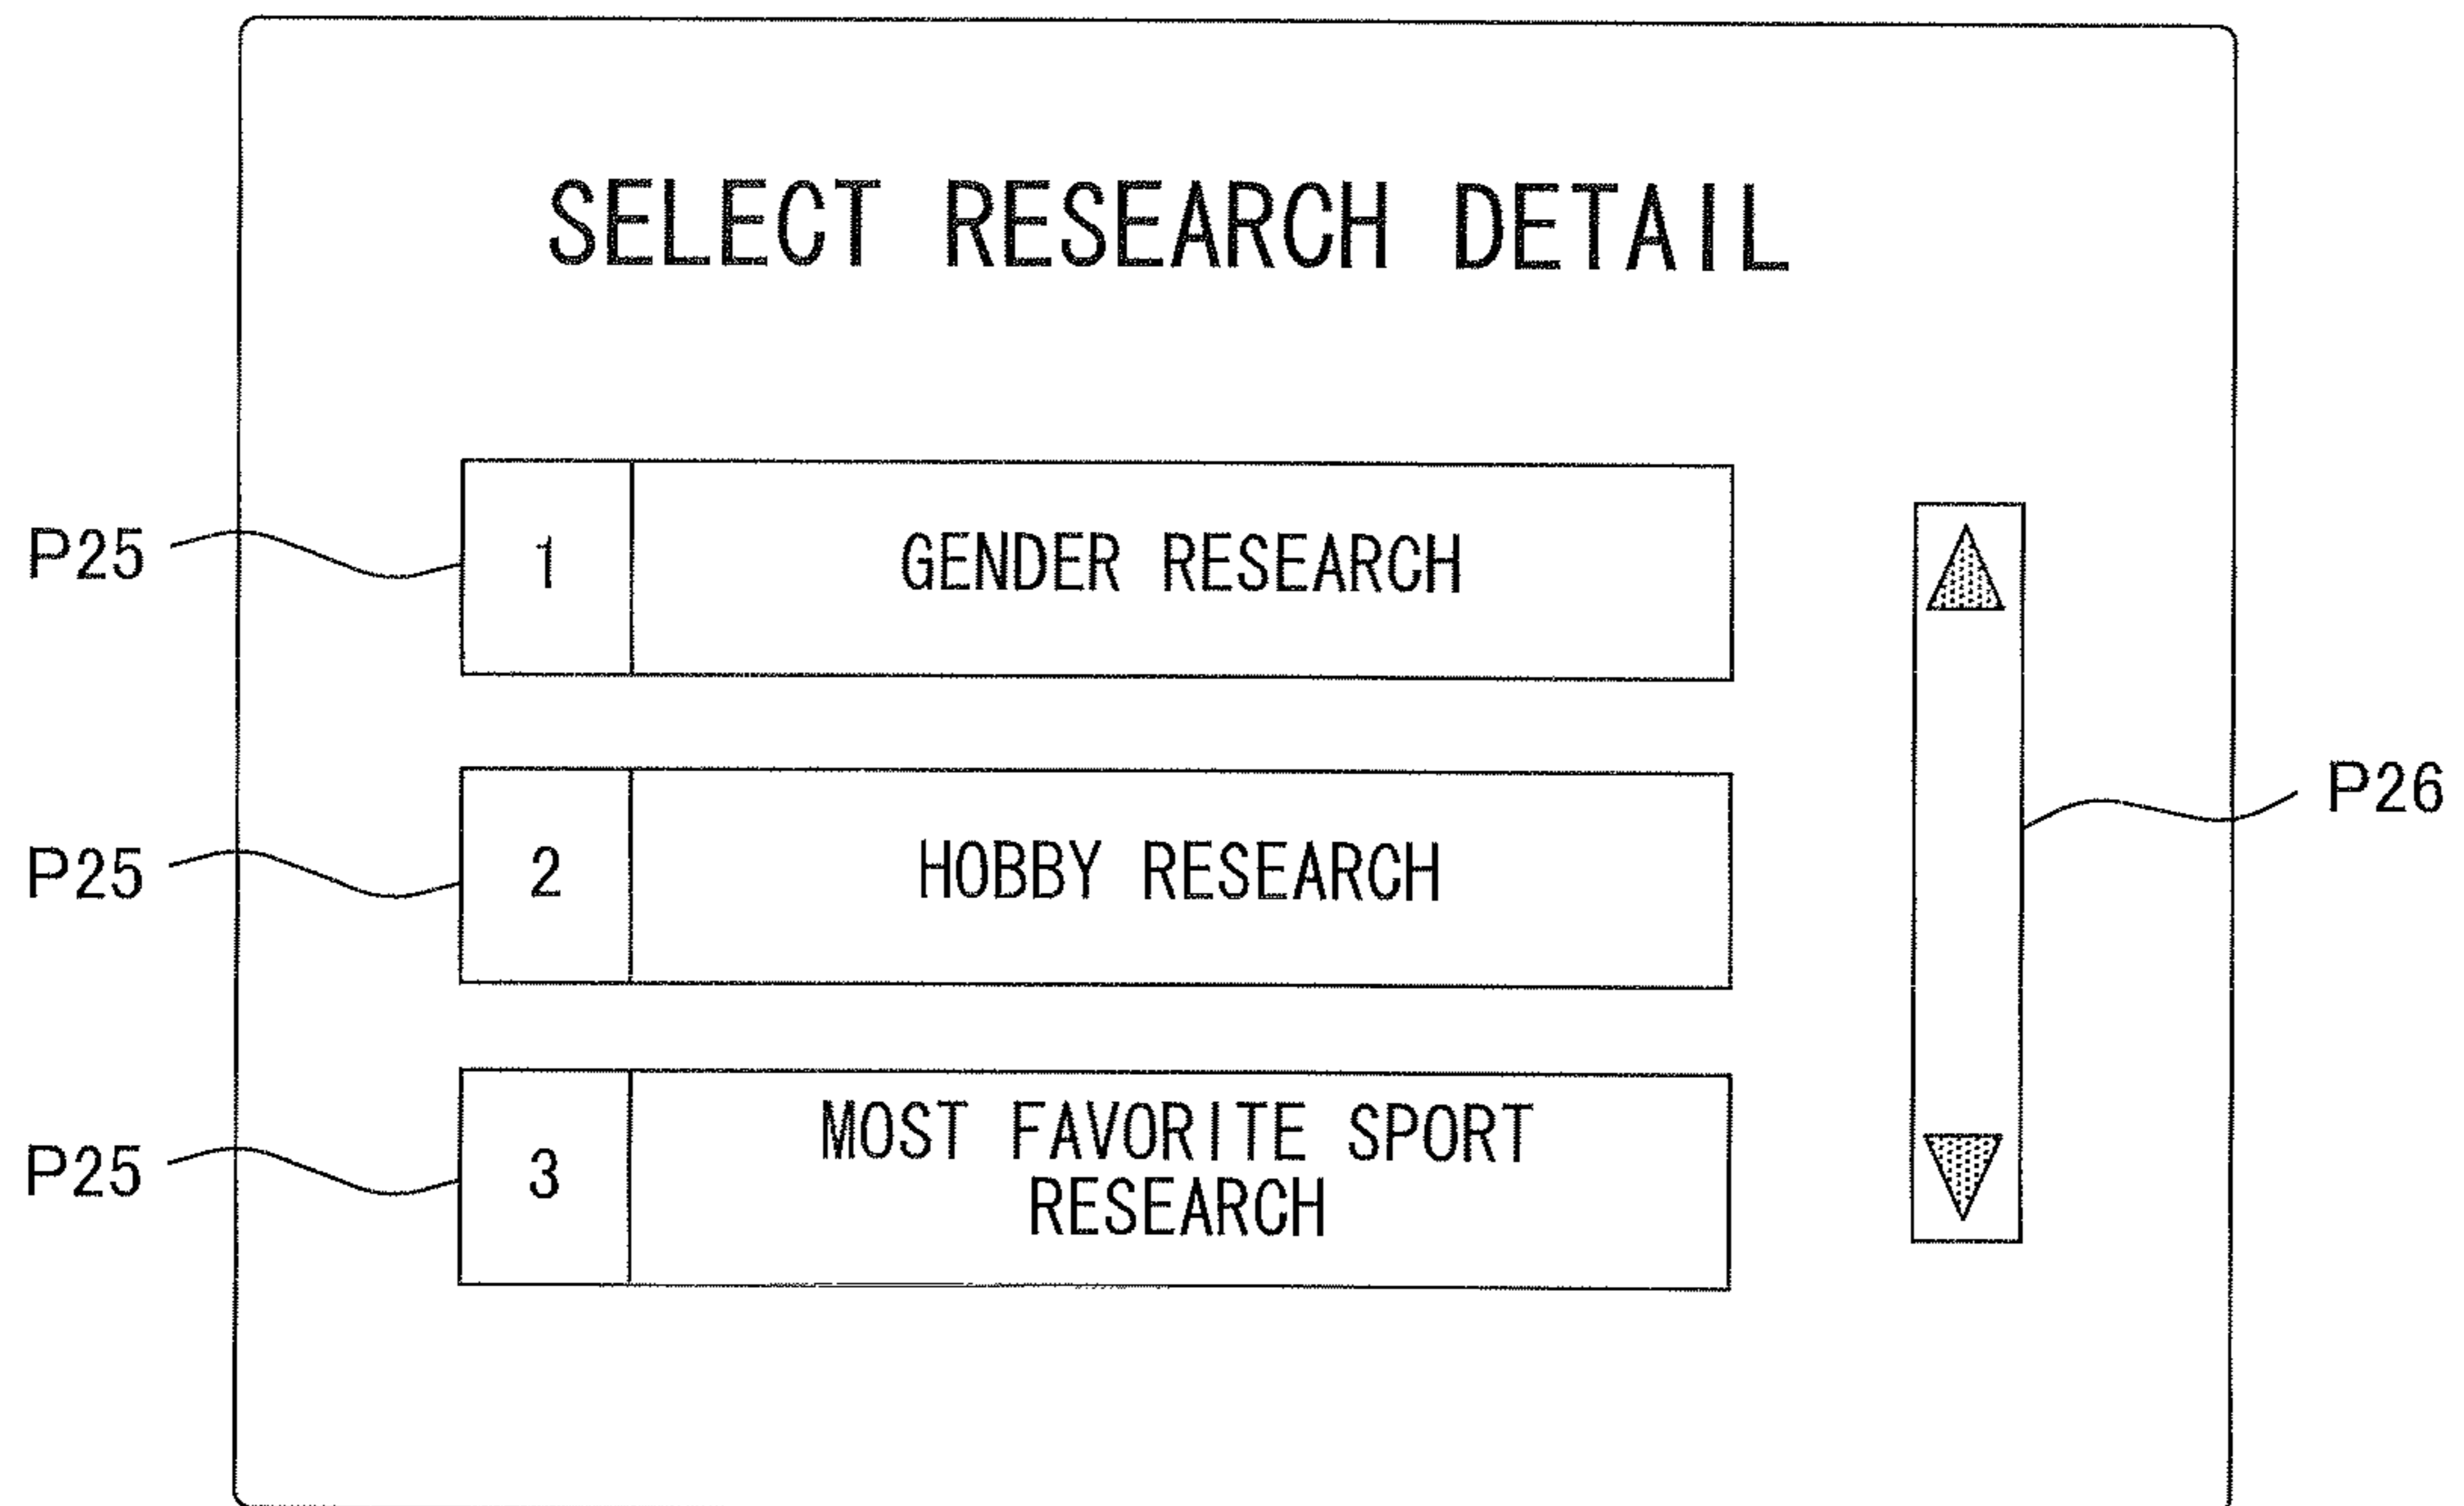 SELECT RESEARCH DETAIL
P25
1
GENDER RESEARCH
P26
P25
2
HOBBY RESEARCH
P25
3
MOST FAVORITE SPORT
RESEARCH